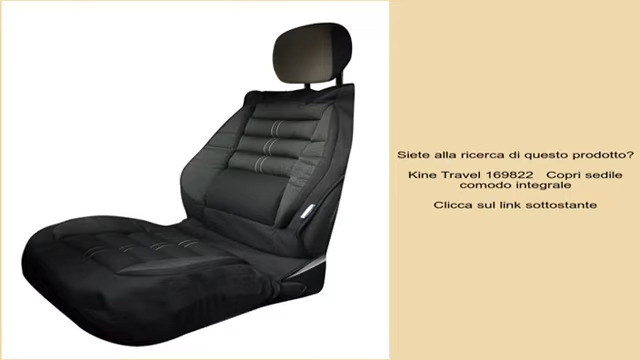 Siete alla ricerca di questo prodotto?
Kine Travel 169822 Copri sedile
comodo integrale
Clicca sul link sottostante